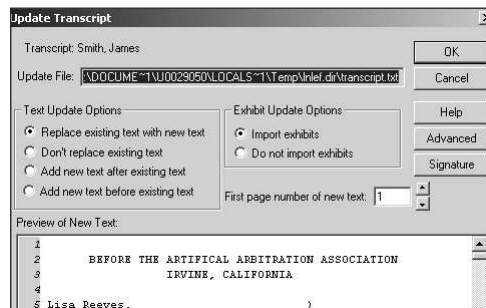 Update Transcript
Transcript: Smith, James
OK
Update File: :\DOCUME~1\U0029050\LOCALS~1\Temp\Inlef.dir\transcript.txt
Cancel
Text Update Options
Exhibit Update Options
Help
Replace existing text with new text
Import exhibits
Advanced
Don't replace existing text
Do not import exhibits
Add new text after existing text
Signature
Add new text before existing text
First page number of new text: 1
Preview of New Text:
1
2 BEFORE THE ARTIFICAL ARBITRATION ASSOCIATION
3 IRVINE, CALIFORNIA
4
5 Lisa Reeves, )